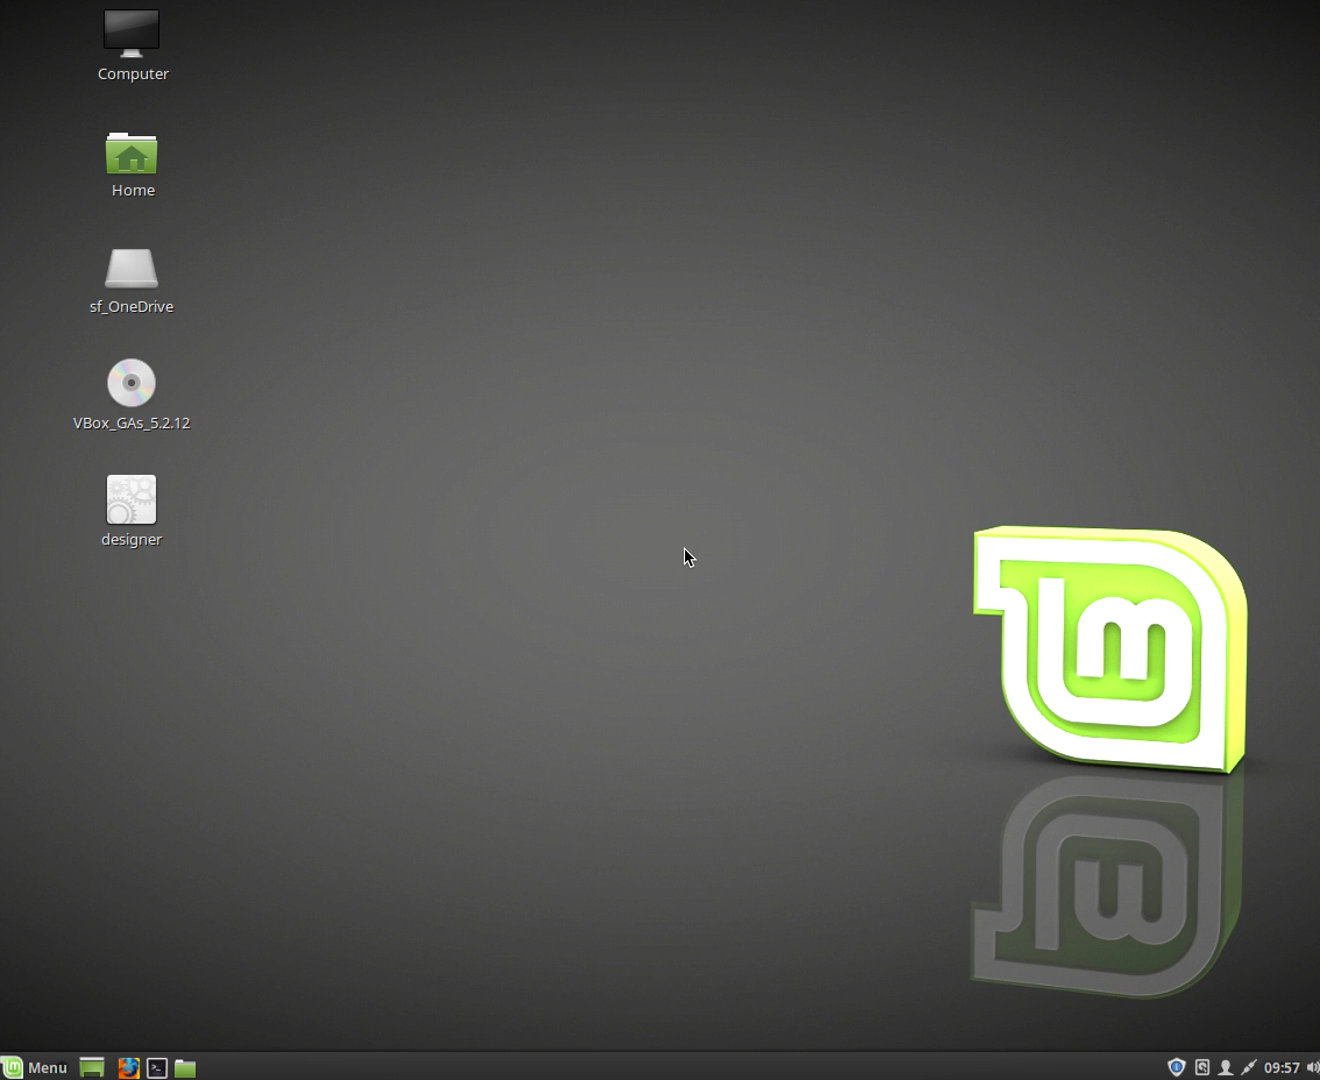 Computer
Home
sf_OneDrive
VBox_GAs_5.2.12
designer
Menu
09:57